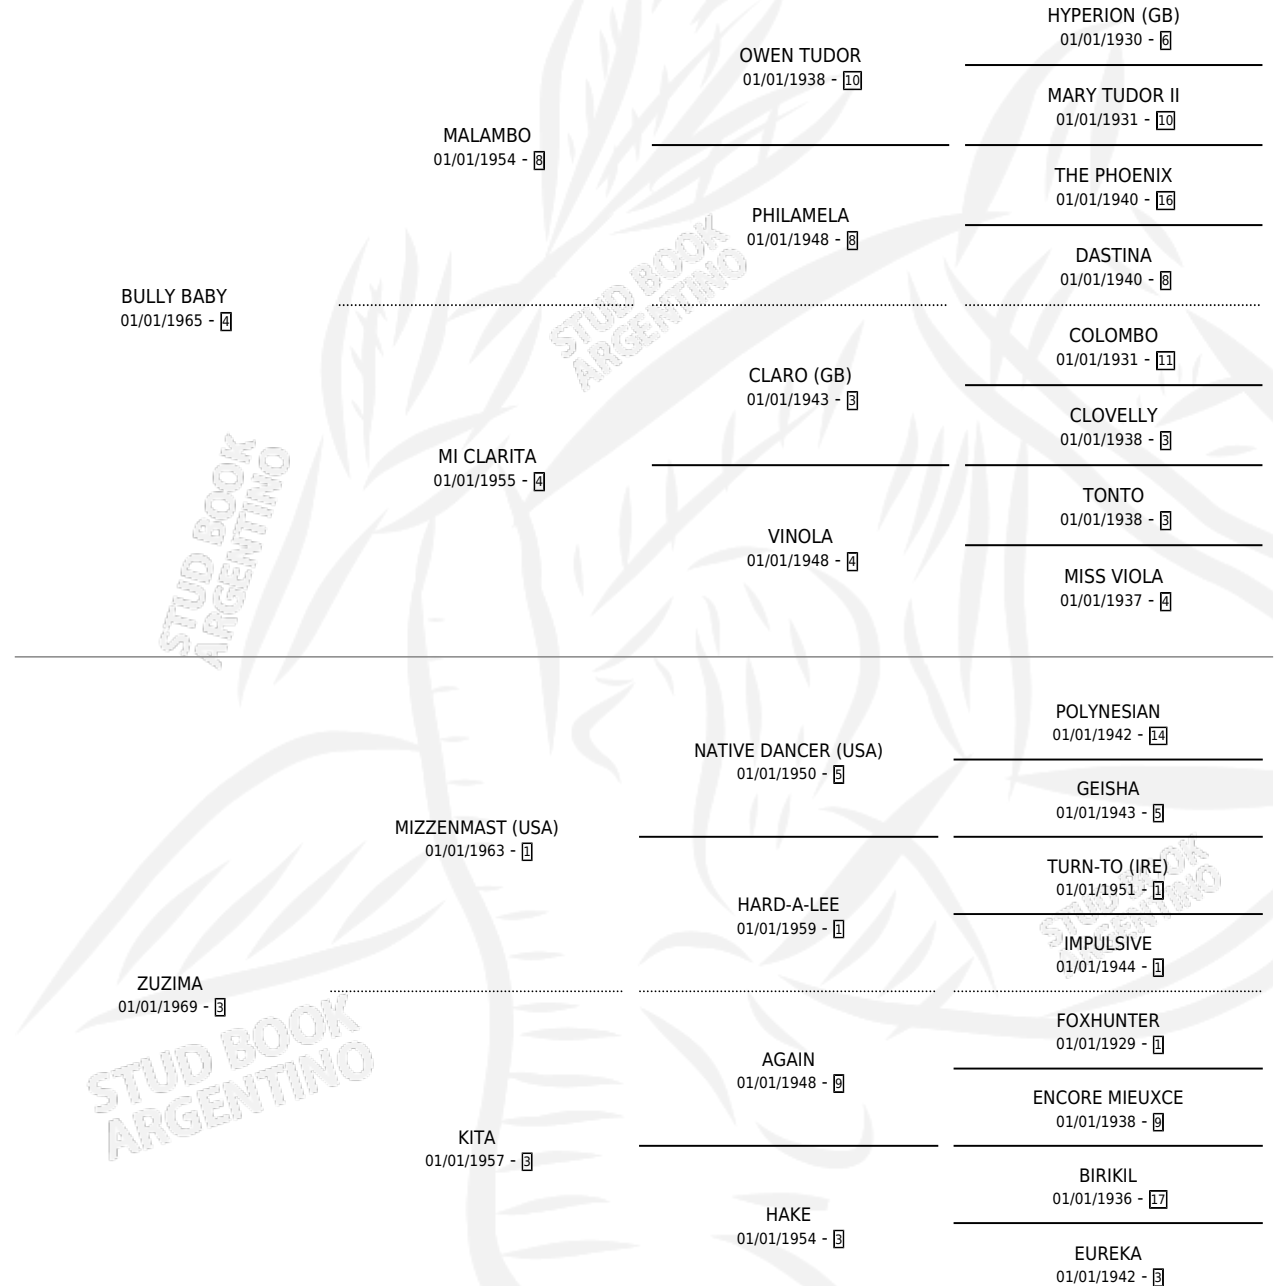 HYPERION (GB)
01/01/1930 - 6
OWEN TUDOR
01/01/1938 - 10
MARY TUDOR II
01/01/1931 - 10
MALAMBO
01/01/1954 - 8
THE PHOENIX
01/01/1940 - 16
PHILAMELA
01/01/1948 - 8
DASTINA
01/01/1940 - 8
BULLY BABY
01/01/1965 - 4
COLOMBO
01/01/1931 - 11
CLARO (GB)
01/01/1943 - 3
CLOVELLY
01/01/1938 - 3
MI CLARITA
01/01/1955 - 4
TONTO
01/01/1938 - 3
VINOLA
01/01/1948 - 4
MISS VIOLA
01/01/1937 - 4
STUD BOOK
ARGENTINO
STUD BOOK
ARGENTINO
POLYNESIAN
01/01/1942 - 14
NATIVE DANCER (USA)
01/01/1950 - 5
GEISHA
01/01/1943 - 5
MIZZENMAST (USA)
01/01/1963 - 1
TURN-TO (IRE)
01/01/1951 - 1
HARD-A-LEE
01/01/1959 - 1
IMPULSIVE
01/01/1944 - 1
ZUZIMA
01/01/1969 - 3
FOXHUNTER
01/01/1929 - 1
AGAIN
01/01/1948 - 9
ENCORE MIEUXCE
01/01/1938 - 9
KITA
01/01/1957 - 3
BIRIKIL
01/01/1936 - 17
HAKE
01/01/1954 - 3
EUREKA
01/01/1942 - 3
STUD BOOK
ARGENTINO
STUD BOOK
ARGENTINO